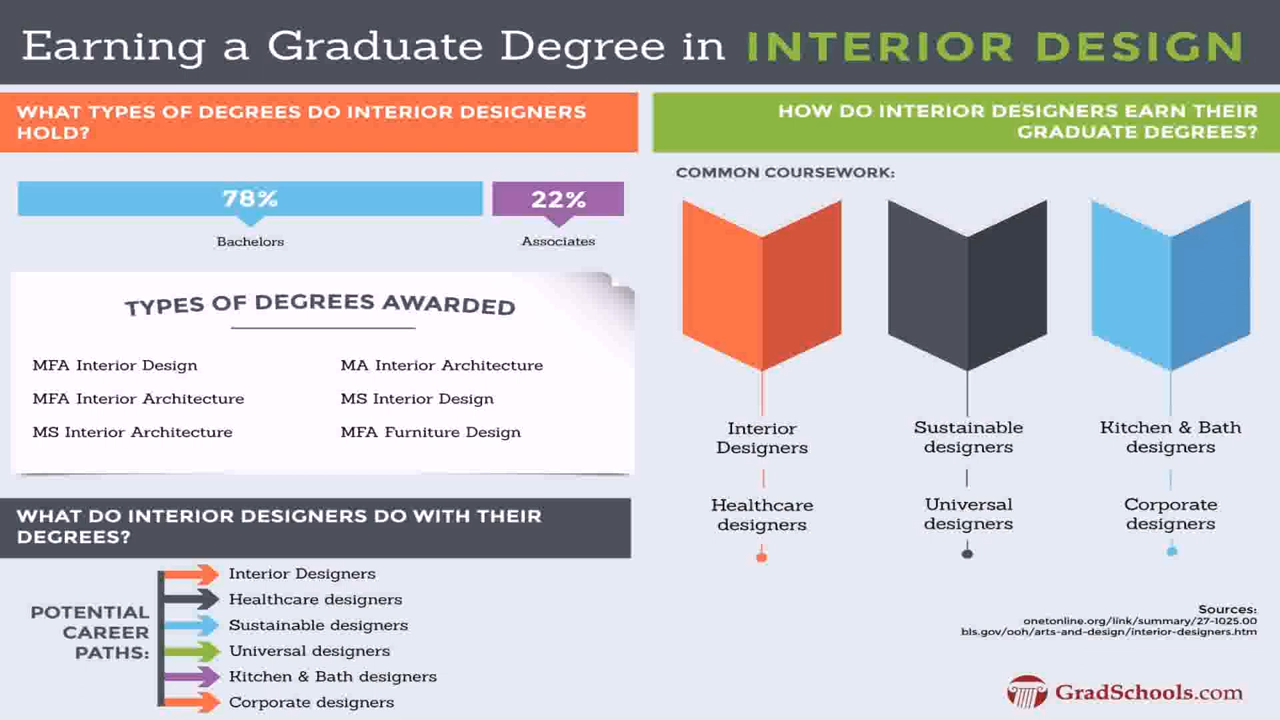 Earning a Graduate Degree in INTERIOR DESIGN
WHAT TYPES OF DEGREES DO INTERIOR DESIGNERS
HOLD?
78%
22%
Bachelors
Associates
TYPES OF DEGREES AWARDED
MFA Interior Design
MA Interior Architecture
MFA Interior Architecture
MS Interior Design
MS Interior Architecture
MFA Furniture Design
WHAT DO INTERIOR DESIGNERS DO WITH THEIR
DEGREES?
POTENTIAL
CAREER
PATHS:
Interior Designers
Healthcare designers
Sustainable designers
Universal designers
Kitchen & Bath designers
Corporate designers
HOW DO INTERIOR DESIGNERS EARN THEIR
GRADUATE DEGREES?
COMMON COURSEWORK:
Interior
Designers
Healthcare
designers
Sustainable
designers
Universal
designers
Kitchen & Bath
designers
Corporate
designers
Sources:
onetonline.org/link/summary/27-1025.00
bls.gov/ooh/arts-and-design/interior-designers.htm
GradSchools.com